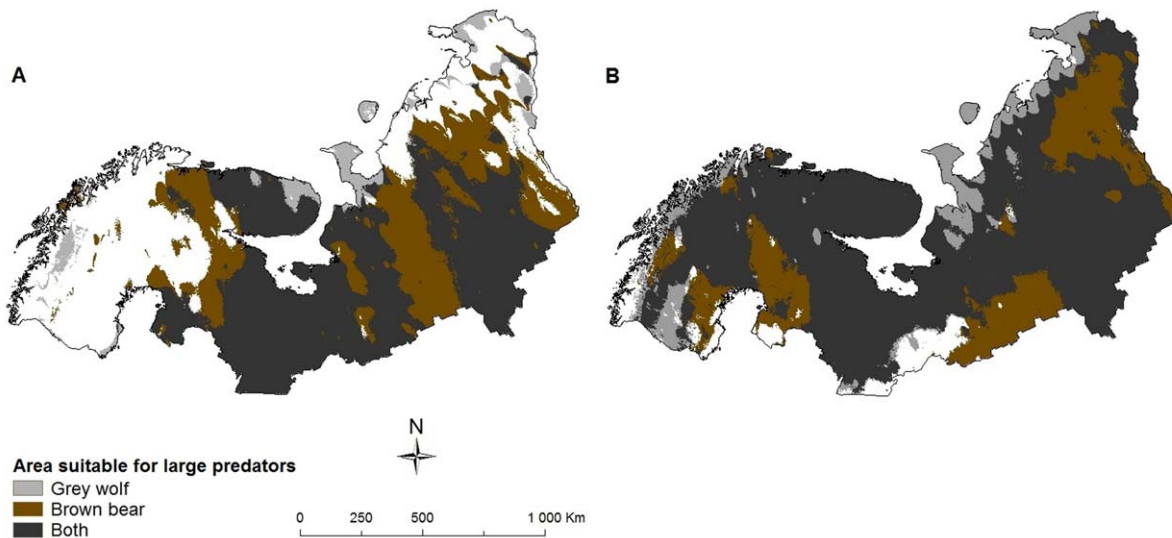 A
B
N
Area suitable for large predators
Grey wolf
Brown bear
Both
0 250 500 1 000 Km